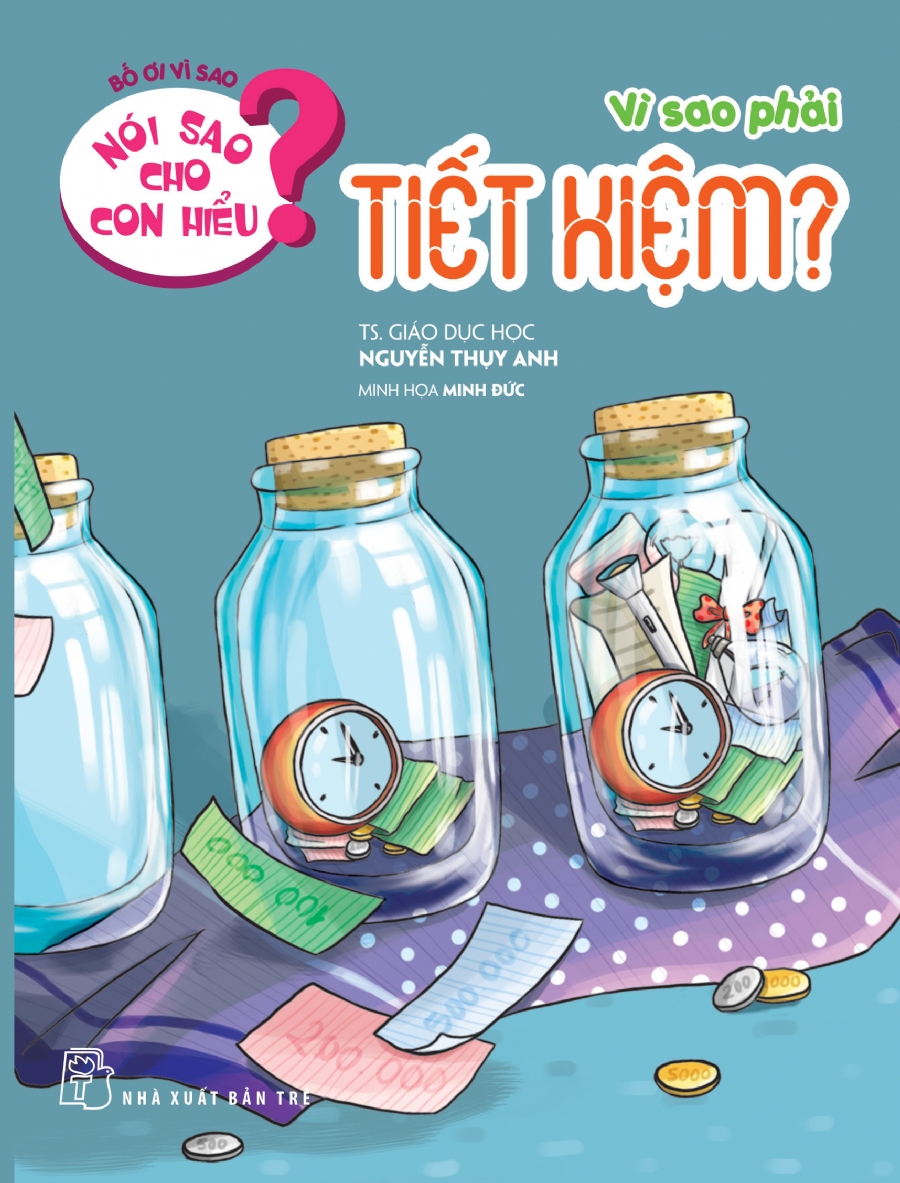 BỐ ƠI VÌ SAO
NÓI SAO
CHO
CON HIỂU
?
Vì sao phải
TIẾT KIỆM?
TS. GIÁO DỤC HỌC
NGUYỄN THỤY ANH
MINH HỌA MINH ĐỨC
100 000
500 000
200 000
200
1000
5000
500
NHÀ XUẤT BẢN TRẺ